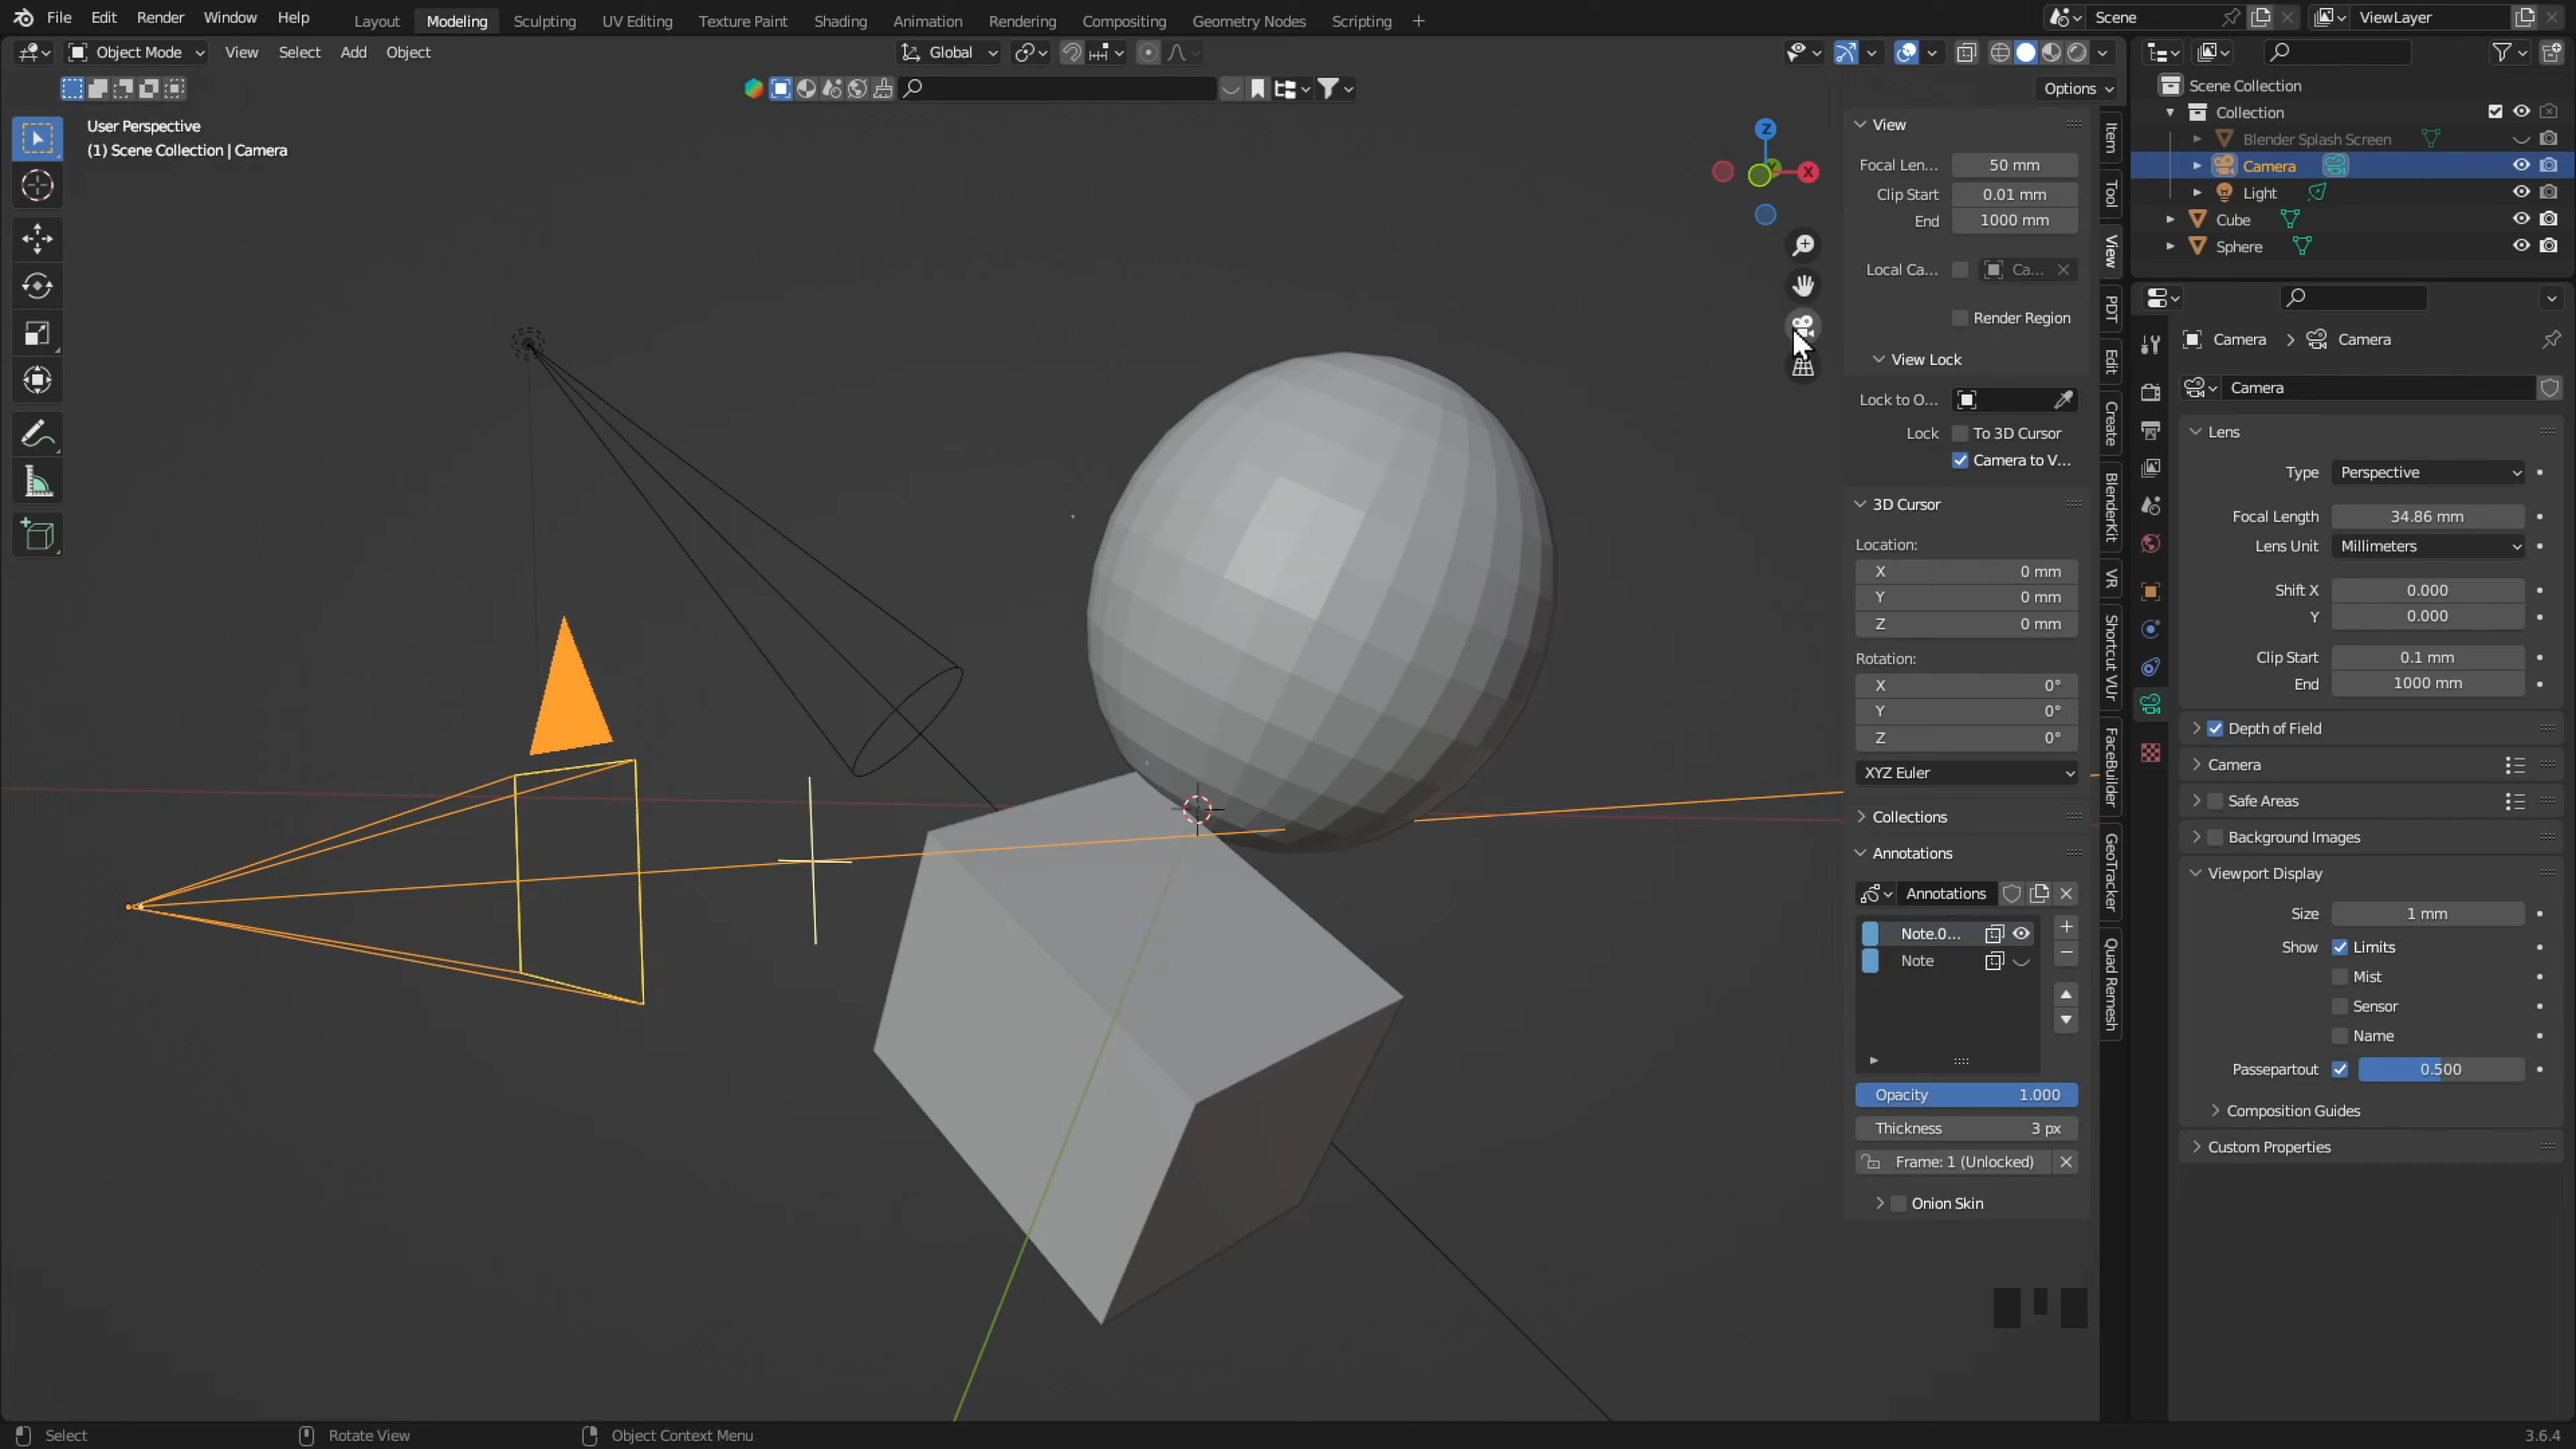 File Edit Render Window Help
Layout Modeling Sculpting UV Editing Texture Paint Shading Animation Rendering Compositing Geometry Nodes Scripting +
Scene
ViewLayer
Object Mode View Select Add Object
Global
Options
User Perspective
(1) Scene Collection | Camera
Z
Y
X
View
Focal Len... 50 mm
Clip Start 0.01 mm
End 1000 mm
Local Ca... Ca...
Render Region
View Lock
Lock to O...
Lock To 3D Cursor
Camera to V...
3D Cursor
Location:
X 0 mm
Y 0 mm
Z 0 mm
Rotation:
X 0°
Y 0°
Z 0°
XYZ Euler
Collections
Annotations
Annotations
Note.0...
Note
Opacity 1.000
Thickness 3 px
Frame: 1 (Unlocked)
Onion Skin
Item
Tool
View
PDT
Edit
Create
BlenderKit
VR
Shortcut VUr
FaceBuilder
GeoTracker
Quad Remesh
Scene Collection
Collection
Blender Splash Screen
Camera
Light
Cube
Sphere
Camera > Camera
Camera
Lens
Type Perspective
Focal Length 34.86 mm
Lens Unit Millimeters
Shift X 0.000
Y 0.000
Clip Start 0.1 mm
End 1000 mm
Depth of Field
Camera
Safe Areas
Background Images
Viewport Display
Size 1 mm
Show Limits
Mist
Sensor
Name
Passepartout 0.500
Composition Guides
Custom Properties
Select
Rotate View
Object Context Menu
3.6.4